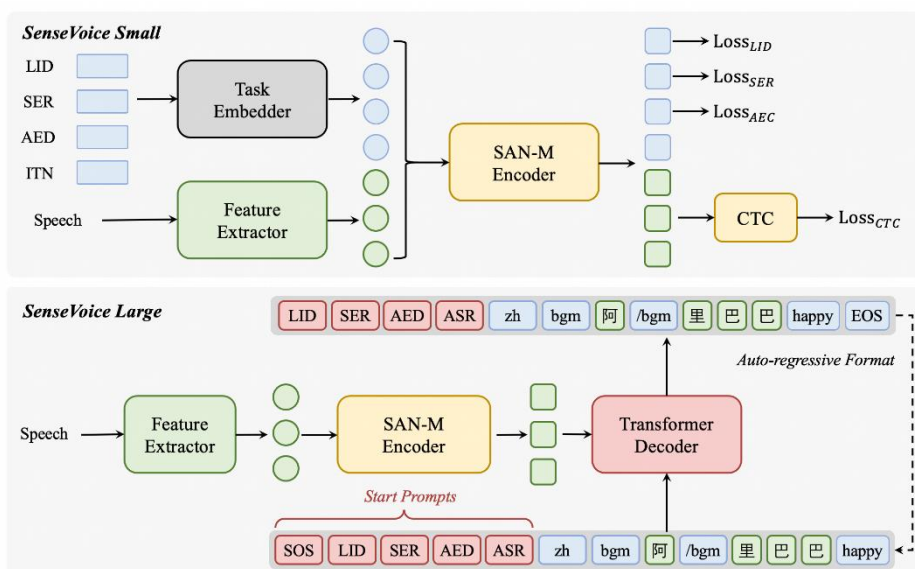 SenseVoice Small
LID
SER
AED
ITN
Task
Embedder
Speech
Feature
Extractor
SAN-M
Encoder
Loss_LID
Loss_SER
Loss_AEC
CTC
Loss_CTC
SenseVoice Large
LID SER AED ASR zh bgm 阿 /bgm 里 巴 巴 happy EOS
Auto-regressive Format
Speech
Feature
Extractor
SAN-M
Encoder
Transformer
Decoder
Start Prompts
SOS LID SER AED ASR zh bgm 阿 /bgm 里 巴 巴 happy